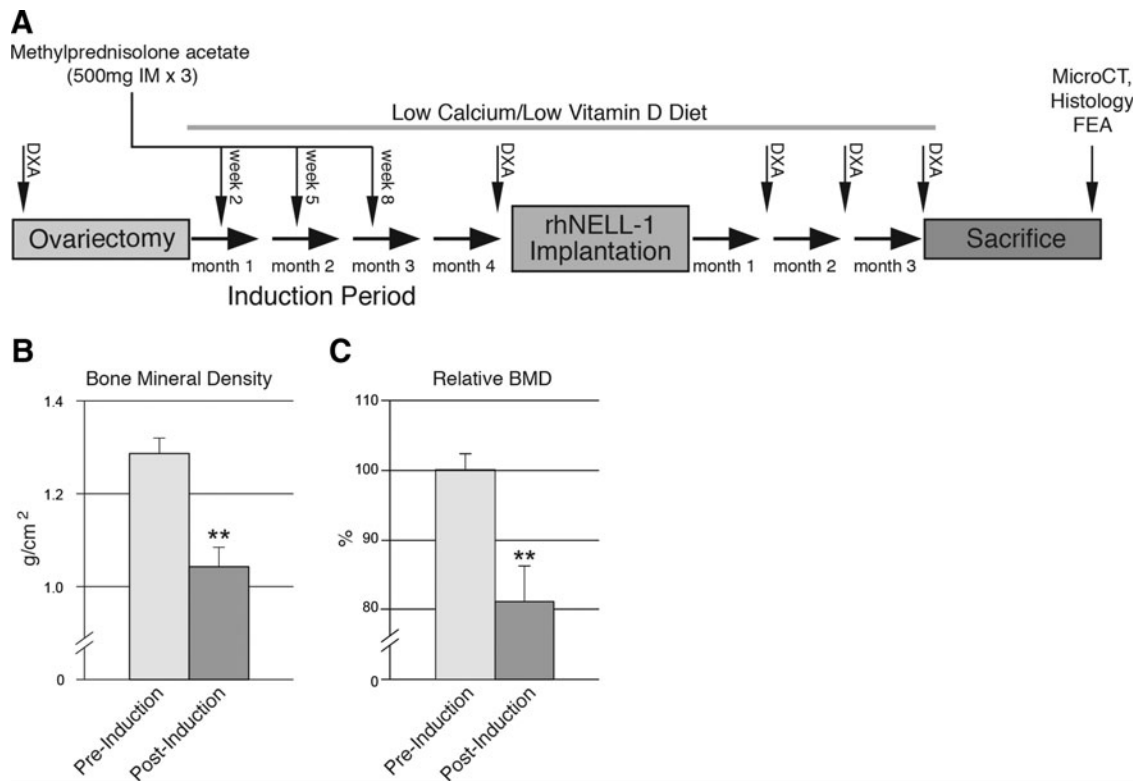 A
Methylprednisolone acetate
(500mg IM x 3)
MicroCT,
Histology
FEA
Low Calcium/Low Vitamin D Diet
DXA
week 2
week 5
week 8
DXA
DXA
DXA
DXA
Ovariectomy
rhNELL-1
Implantation
Sacrifice
month 1
month 2
month 3
month 4
month 1
month 2
month 3
Induction Period
B
Bone Mineral Density
1.4
1.2
1.0
0
g/cm²
**
Pre-Induction
Post-Induction
C
Relative BMD
110
100
90
80
0
%
**
Pre-Induction
Post-Induction